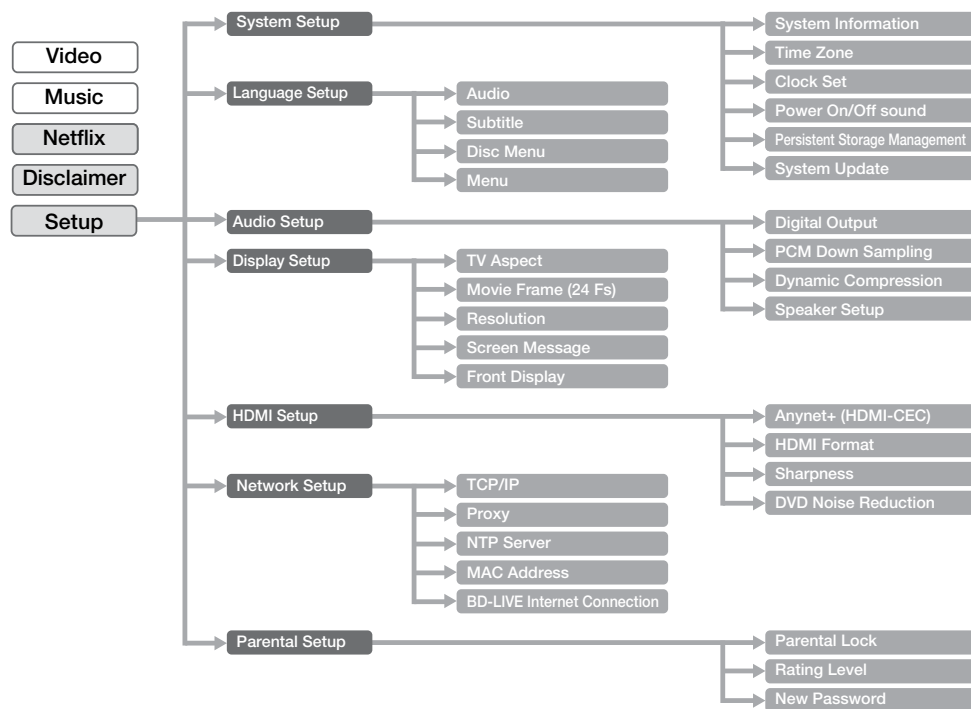 Video
Music
Netflix
Disclaimer
Setup
System Setup
System Information
Time Zone
Clock Set
Power On/Off sound
Persistent Storage Management
System Update
Language Setup
Audio
Subtitle
Disc Menu
Menu
Audio Setup
Digital Output
PCM Down Sampling
Dynamic Compression
Speaker Setup
Display Setup
TV Aspect
Movie Frame (24 Fs)
Resolution
Screen Message
Front Display
HDMI Setup
Anynet+ (HDMI-CEC)
HDMI Format
Sharpness
DVD Noise Reduction
Network Setup
TCP/IP
Proxy
NTP Server
MAC Address
BD-LIVE Internet Connection
Parental Setup
Parental Lock
Rating Level
New Password